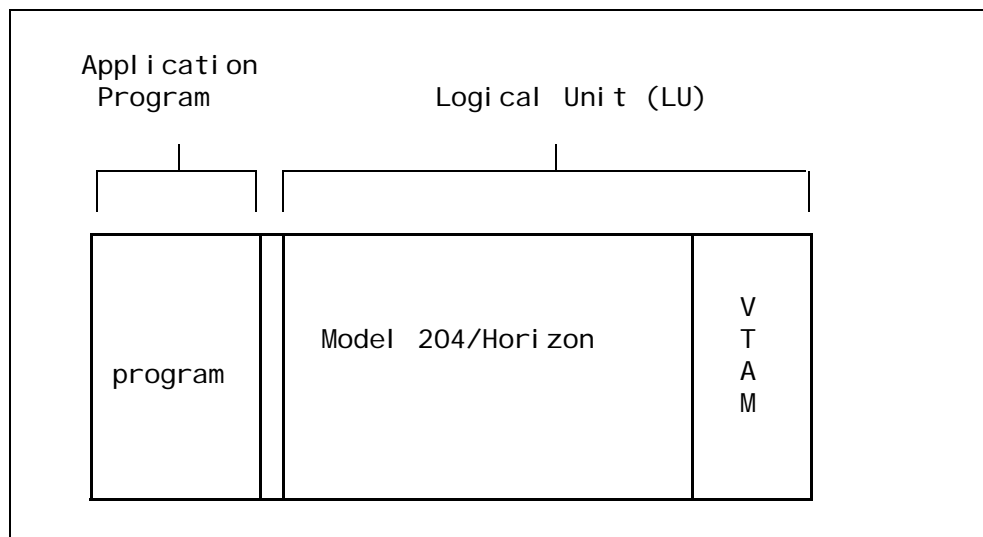 Application
Program
Logical Unit (LU)
program
Model 204/Horizon
V
T
A
M